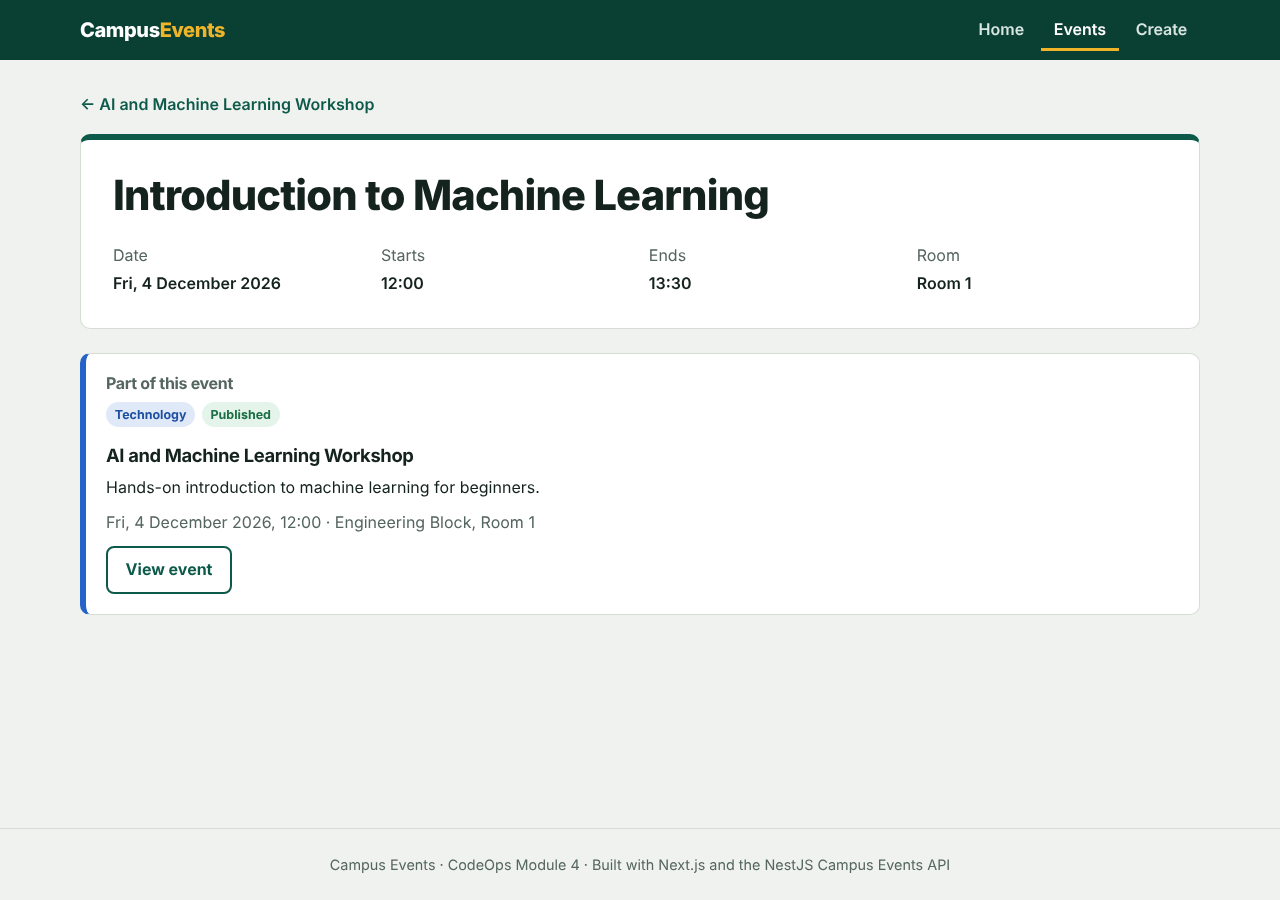 CampusEvents
Home Events Create
← AI and Machine Learning Workshop
Introduction to Machine Learning
Date Starts Ends Room
Fri, 4 December 2026 12:00 13:30 Room 1
Part of this event
Technology Published
AI and Machine Learning Workshop
Hands-on introduction to machine learning for beginners.
Fri, 4 December 2026, 12:00 · Engineering Block, Room 1
View event
Campus Events · CodeOps Module 4 · Built with Next.js and the NestJS Campus Events API